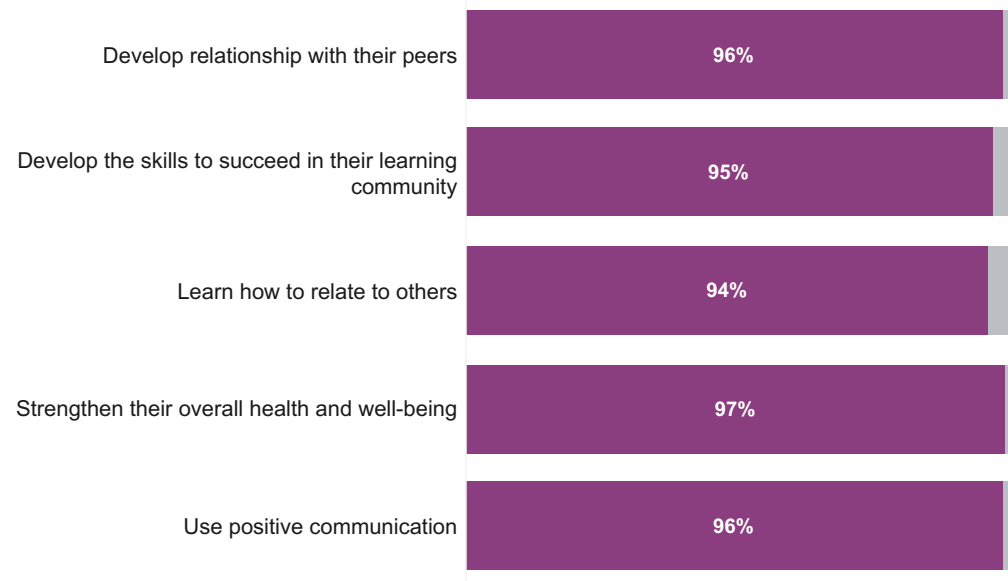 Develop relationship with their peers
96%
Develop the skills to succeed in their learning
community
95%
Learn how to relate to others
94%
Strengthen their overall health and well-being
97%
Use positive communication
96%